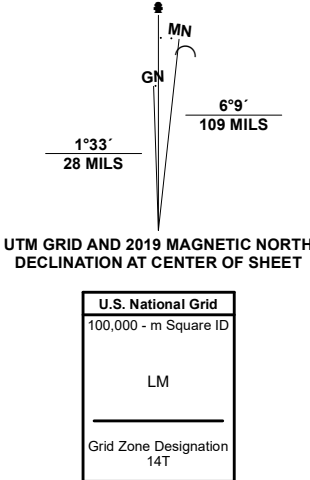 MN
GN
6°9´
109 MILS
1°33´
28 MILS
UTM GRID AND 2019 MAGNETIC NORTH
DECLINATION AT CENTER OF SHEET
U.S. National Grid
100,000 - m Square ID
LM
Grid Zone Designation
14T